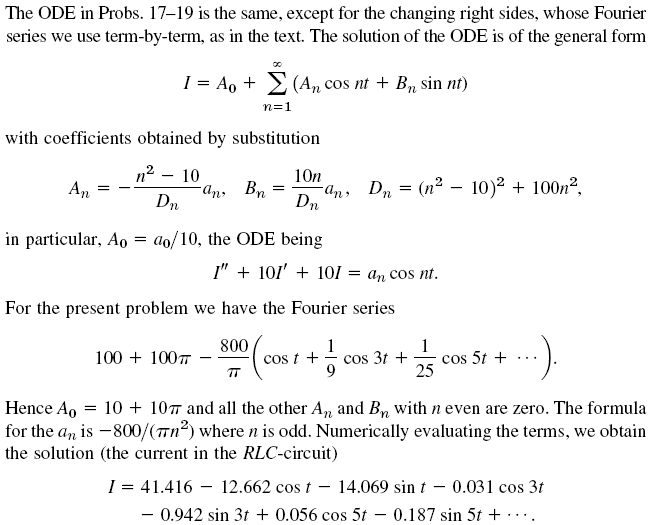 The ODE in Probs. 17–19 is the same, except for the changing right sides, whose Fourier
series we use term-by-term, as in the text. The solution of the ODE is of the general form
I = A₀ + ∑ₙ₌₁^∞ (Aₙ cos nt + Bₙ sin nt)
with coefficients obtained by substitution
Aₙ = −(n² − 10)/Dₙ aₙ, Bₙ = 10n/Dₙ aₙ, Dₙ = (n² − 10)² + 100n²,
in particular, A₀ = a₀/10, the ODE being
I″ + 10I′ + 10I = aₙ cos nt.
For the present problem we have the Fourier series
100 + 100π − 800/π (cos t + 1/9 cos 3t + 1/25 cos 5t + ···).
Hence A₀ = 10 + 10π and all the other Aₙ and Bₙ with n even are zero. The formula
for the aₙ is −800/(πn²) where n is odd. Numerically evaluating the terms, we obtain
the solution (the current in the RLC-circuit)
I = 41.416 − 12.662 cos t − 14.069 sin t − 0.031 cos 3t
− 0.942 sin 3t + 0.056 cos 5t − 0.187 sin 5t + ···.